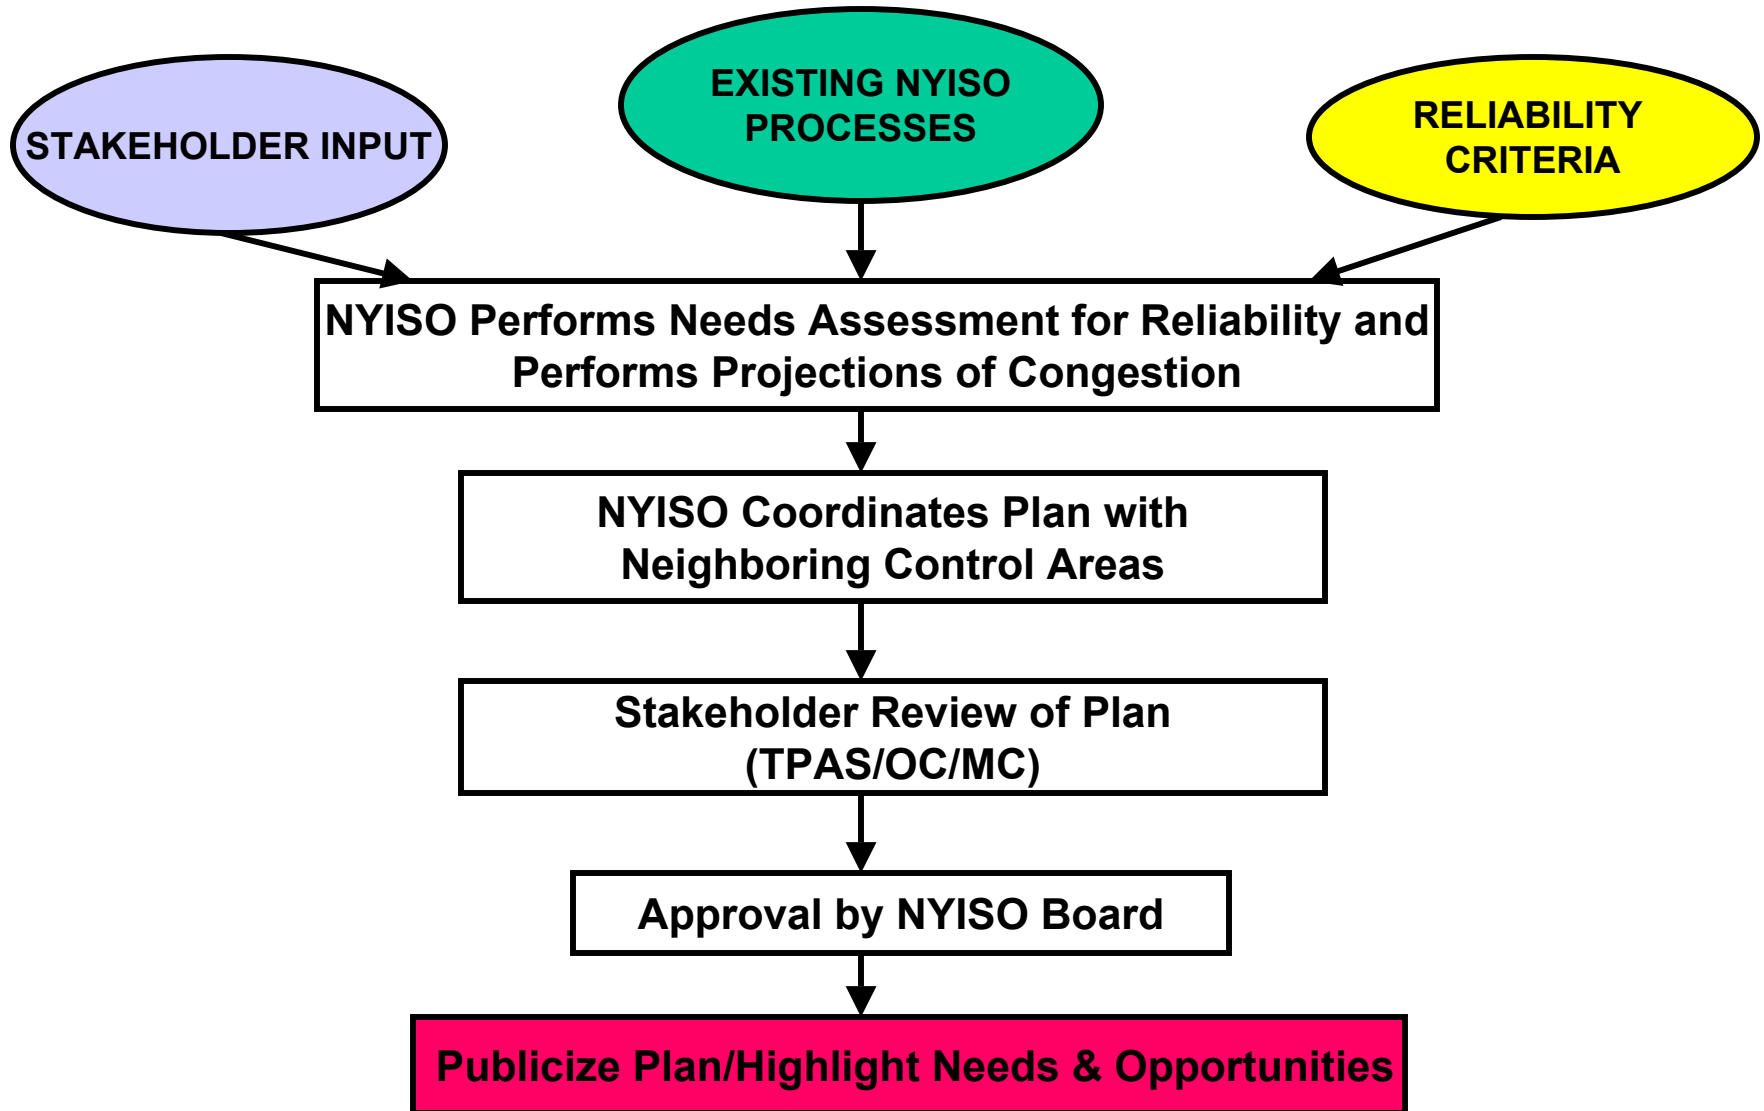 STAKEHOLDER INPUT
EXISTING NYISO
PROCESSES
RELIABILITY
CRITERIA
NYISO Performs Needs Assessment for Reliability and
Performs Projections of Congestion
NYISO Coordinates Plan with
Neighboring Control Areas
Stakeholder Review of Plan
(TPAS/OC/MC)
Approval by NYISO Board
Publicize Plan/Highlight Needs & Opportunities